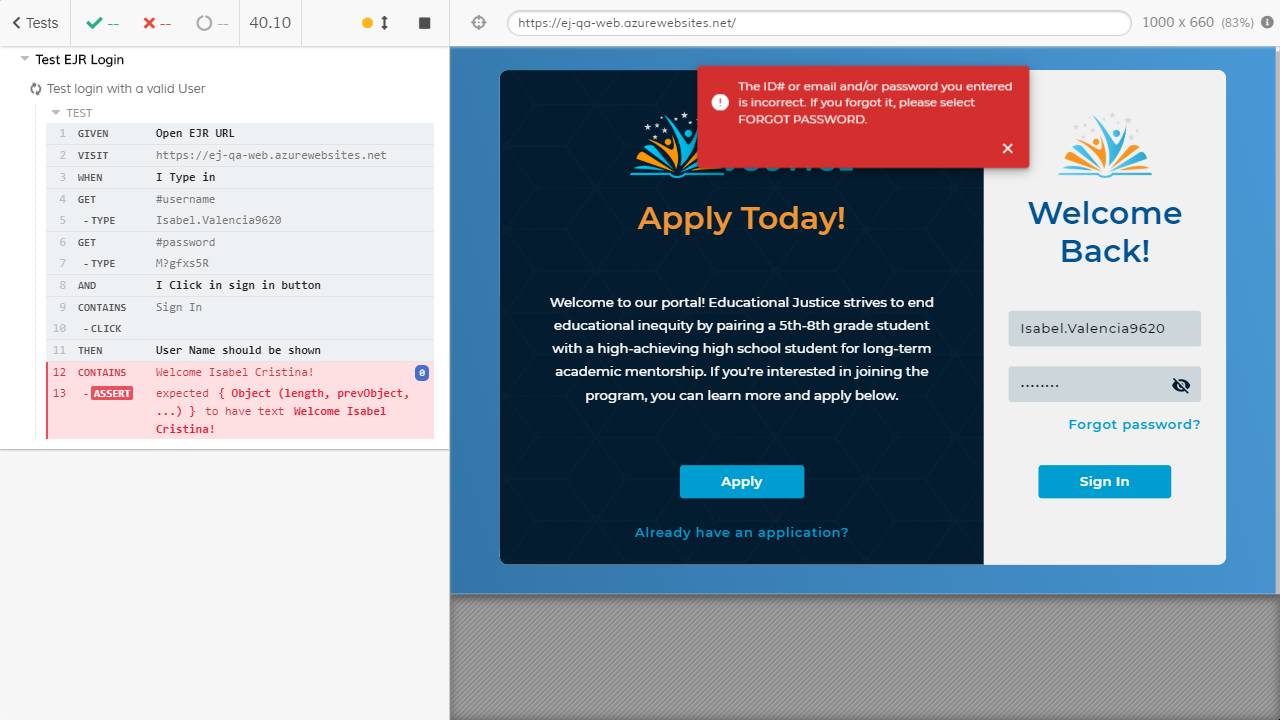 Tests
--
--
--
40.10
https://ej-qa-web.azurewebsites.net/
1000 x 660 (83%)
Test EJR Login
Test login with a valid User
TEST
1 GIVEN Open EJR URL
2 VISIT https://ej-qa-web.azurewebsites.net
3 WHEN I Type in
4 GET #username
5 -TYPE Isabel.Valencia9620
6 GET #password
7 -TYPE M?gfxs5R
8 AND I Click in sign in button
9 CONTAINS Sign In
10 -CLICK
11 THEN User Name should be shown
12 CONTAINS Welcome Isabel Cristina! 0
13 -ASSERT expected { Object (length, prevObject,
...) } to have text Welcome Isabel
Cristina!
The ID# or email and/or password you entered
is incorrect. If you forgot it, please select
FORGOT PASSWORD.
Apply Today!
Welcome to our portal! Educational Justice strives to end
educational inequity by pairing a 5th-8th grade student
with a high-achieving high school student for long-term
academic mentorship. If you're interested in joining the
program, you can learn more and apply below.
Apply
Already have an application?
Welcome
Back!
Isabel.Valencia9620
Forgot password?
Sign In